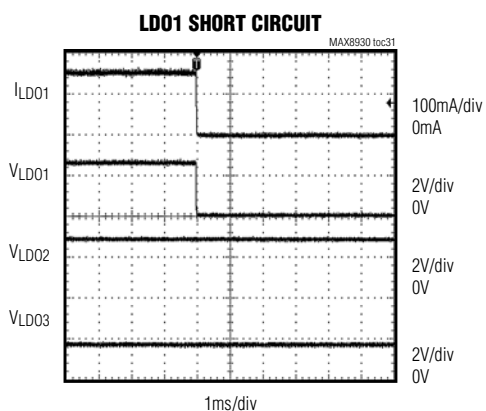 LDO1 SHORT CIRCUIT
MAX8930 toc31
ILDO1
100mA/div
0mA
VLDO1
2V/div
0V
VLDO2
2V/div
0V
VLDO3
2V/div
0V
1ms/div